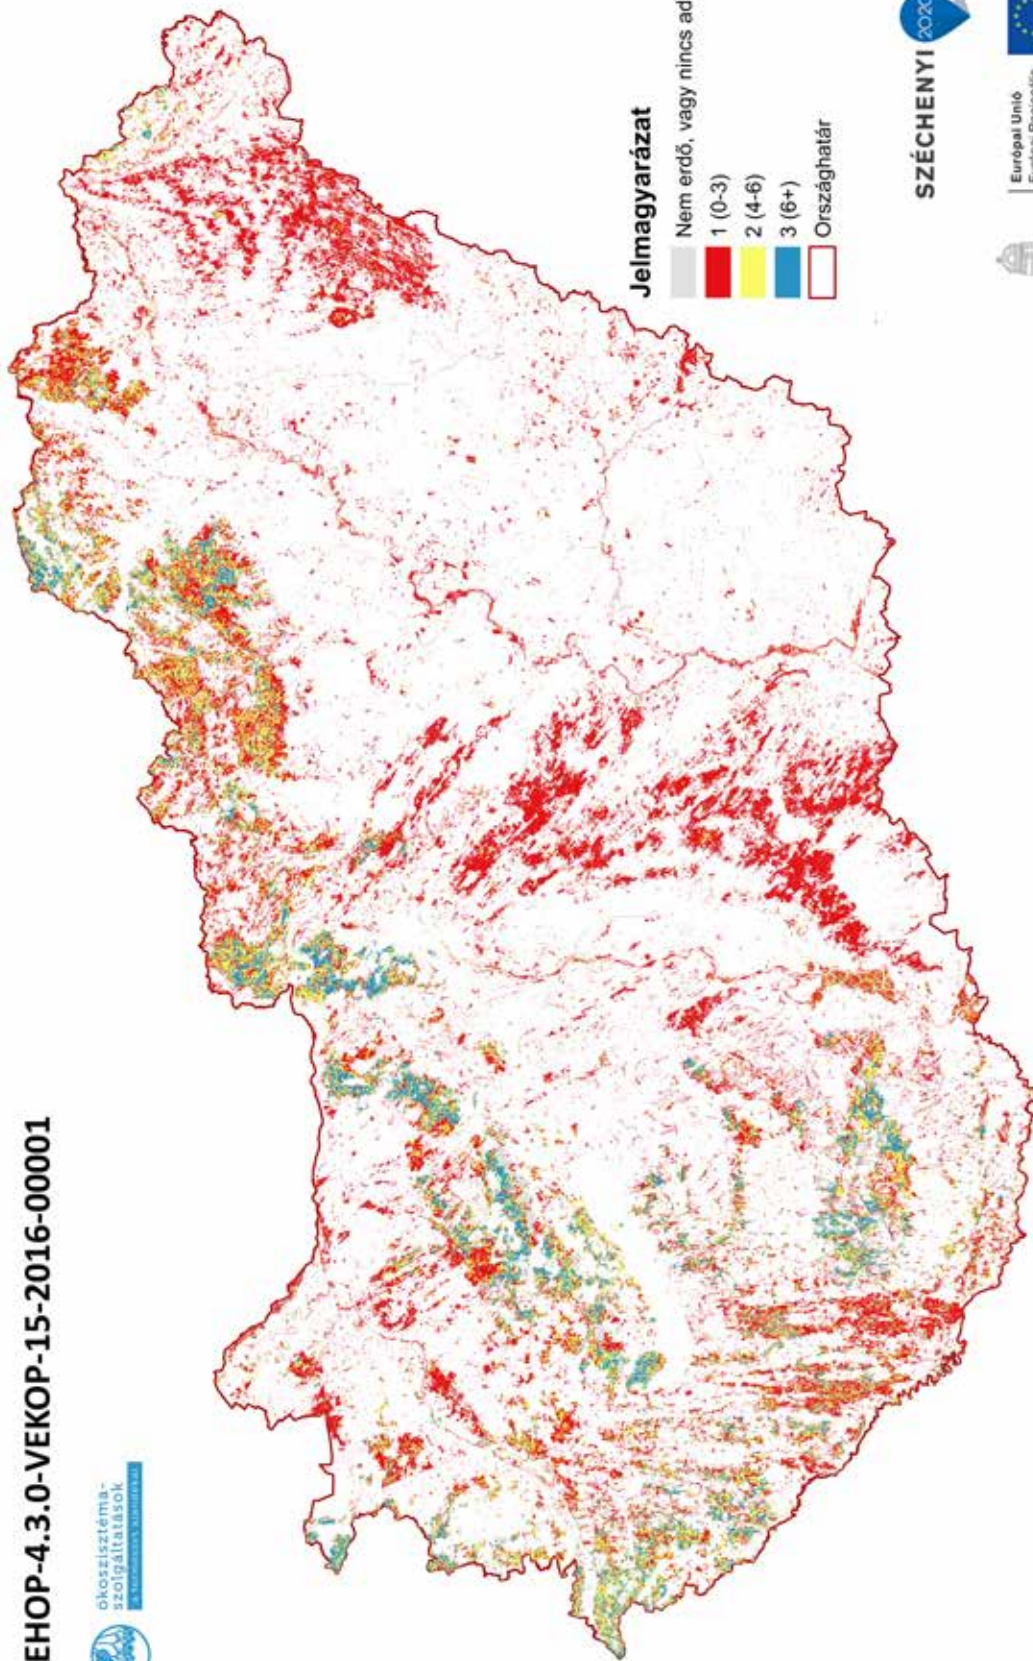 EHOP-4.3.0-VEKOP-15-2016-00001
ökoszisztéma-
szolgáltatások
Jelmagyarázat
Nem erdő, vagy nincs ad
1 (0-3)
2 (4-6)
3 (6+)
Országhatár
SZÉCHENYI 2020
Európai Unió